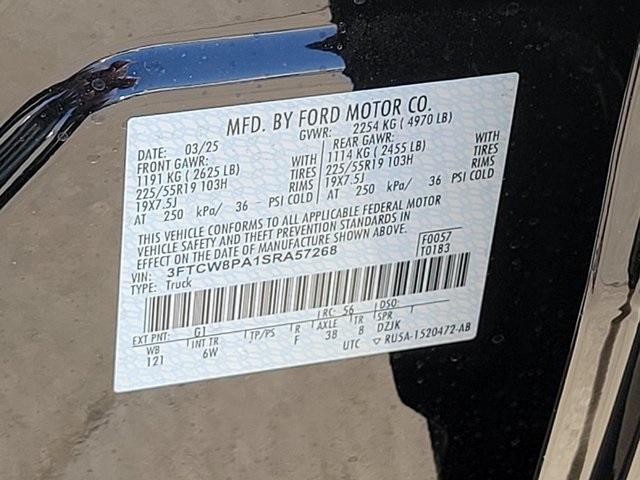 MFD. BY FORD MOTOR CO.
DATE: 03/25 GVWR: 2254 KG ( 4970 LB)
FRONT GAWR: WITH REAR GAWR: WITH
1191 KG ( 2625 LB) TIRES 1114 KG ( 2455 LB) TIRES
225/55R19 103H RIMS 225/55R19 103H RIMS
19X7.5J PSI COLD 19X7.5J PSI COLD
AT 250 kPa/ 36 AT 250 kPa/ 36
THIS VEHICLE CONFORMS TO ALL APPLICABLE FEDERAL MOTOR
VEHICLE SAFETY AND THEFT PREVENTION STANDARDS IN
EFFECT ON THE DATE OF MANUFACTURE SHOWN ABOVE.
VIN: 3FTCW8PA1SRA57268 F0057
TYPE: Truck T0183
EXT PNT: G1 RC: 56 DSO:
WB INT TR TP/PS R AXLE TR SPR
121 6W F 38 8 DZJK
UTC ▽ RU5A-1520472-AB